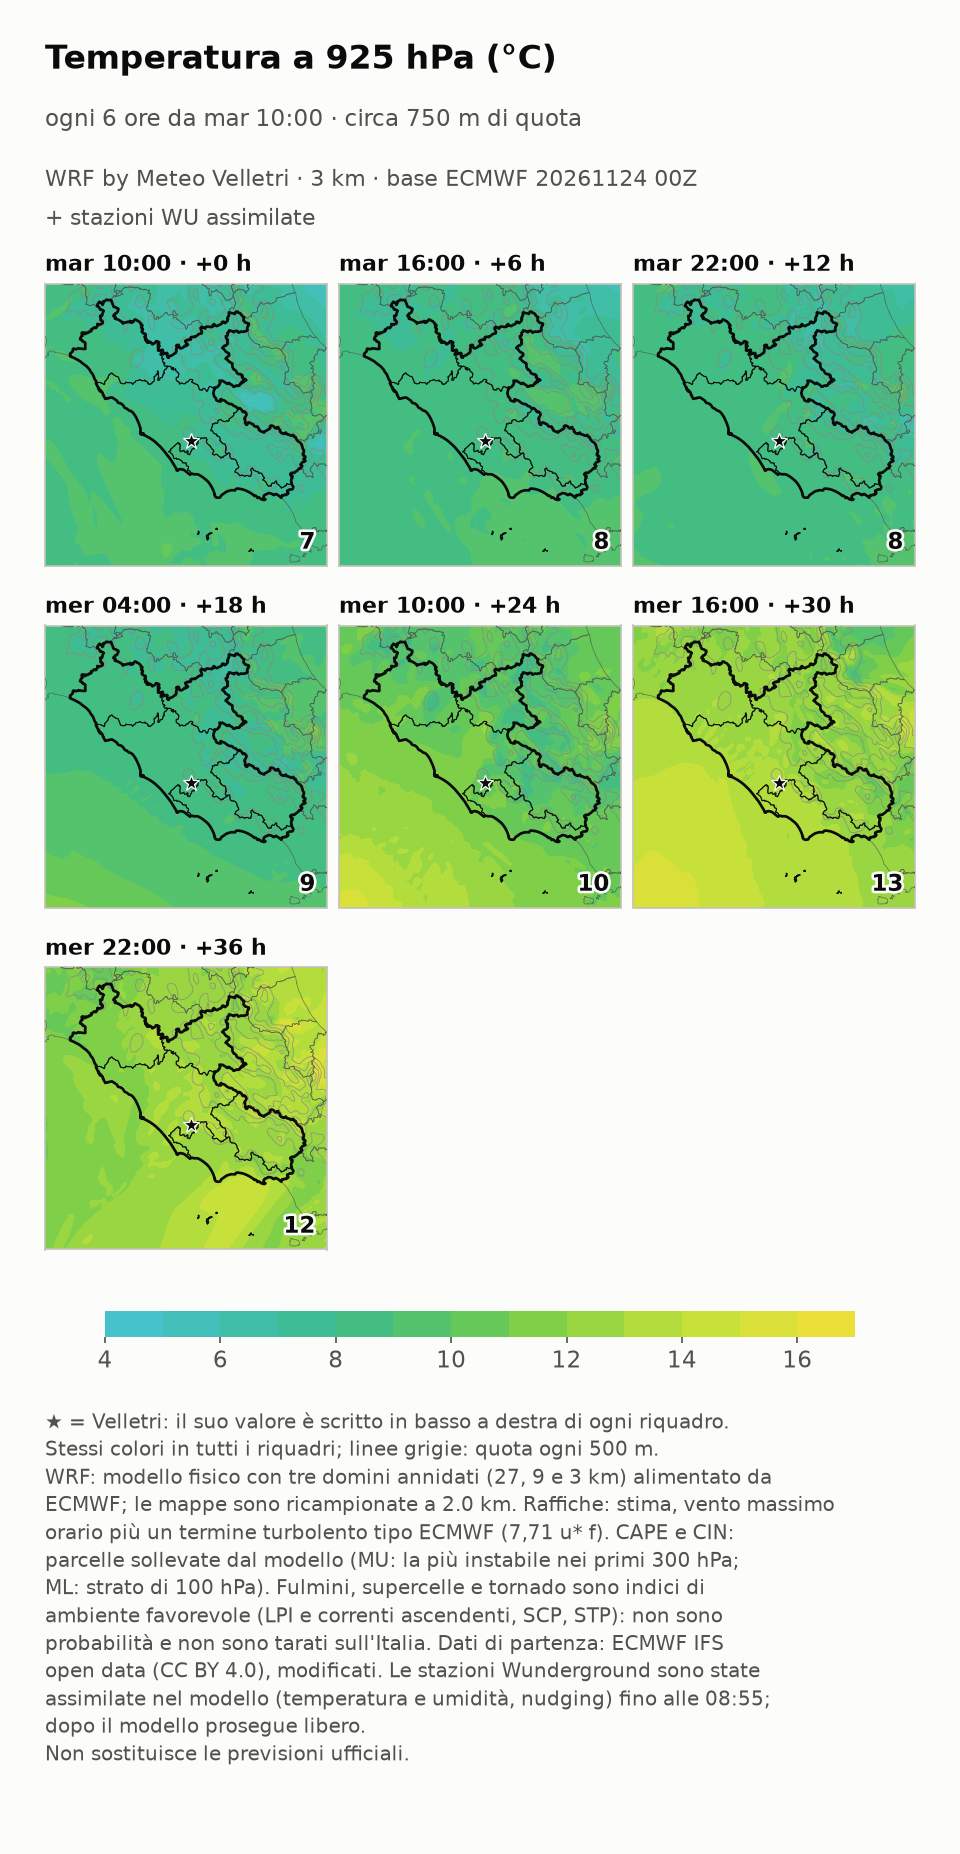 Temperatura a 925 hPa (°C)
ogni 6 ore da mar 10:00 · circa 750 m di quota
WRF by Meteo Velletri · 3 km · base ECMWF 20261124 00Z
+ stazioni WU assimilate
mar 10:00 · +0 h
mar 16:00 · +6 h
mar 22:00 · +12 h
7
8
8
mer 04:00 · +18 h
mer 10:00 · +24 h
mer 16:00 · +30 h
9
10
13
mer 22:00 · +36 h
12
4 6 8 10 12 14 16
★ = Velletri: il suo valore è scritto in basso a destra di ogni riquadro.
Stessi colori in tutti i riquadri; linee grigie: quota ogni 500 m.
WRF: modello fisico con tre domini annidati (27, 9 e 3 km) alimentato da
ECMWF; le mappe sono ricampionate a 2.0 km. Raffiche: stima, vento massimo
orario più un termine turbolento tipo ECMWF (7,71 u* f). CAPE e CIN:
parcelle sollevate dal modello (MU: la più instabile nei primi 300 hPa;
ML: strato di 100 hPa). Fulmini, supercelle e tornado sono indici di
ambiente favorevole (LPI e correnti ascendenti, SCP, STP): non sono
probabilità e non sono tarati sull'Italia. Dati di partenza: ECMWF IFS
open data (CC BY 4.0), modificati. Le stazioni Wunderground sono state
assimilate nel modello (temperatura e umidità, nudging) fino alle 08:55;
dopo il modello prosegue libero.
Non sostituisce le previsioni ufficiali.